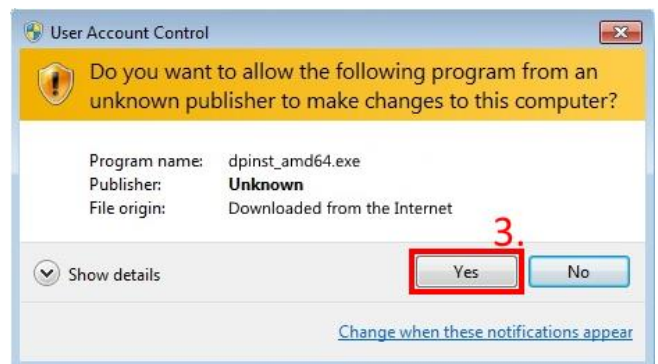 User Account Control
Do you want to allow the following program from an
unknown publisher to make changes to this computer?
Program name: dpinst_amd64.exe
Publisher: Unknown
File origin: Downloaded from the Internet
3.
Show details Yes No
Change when these notifications appear